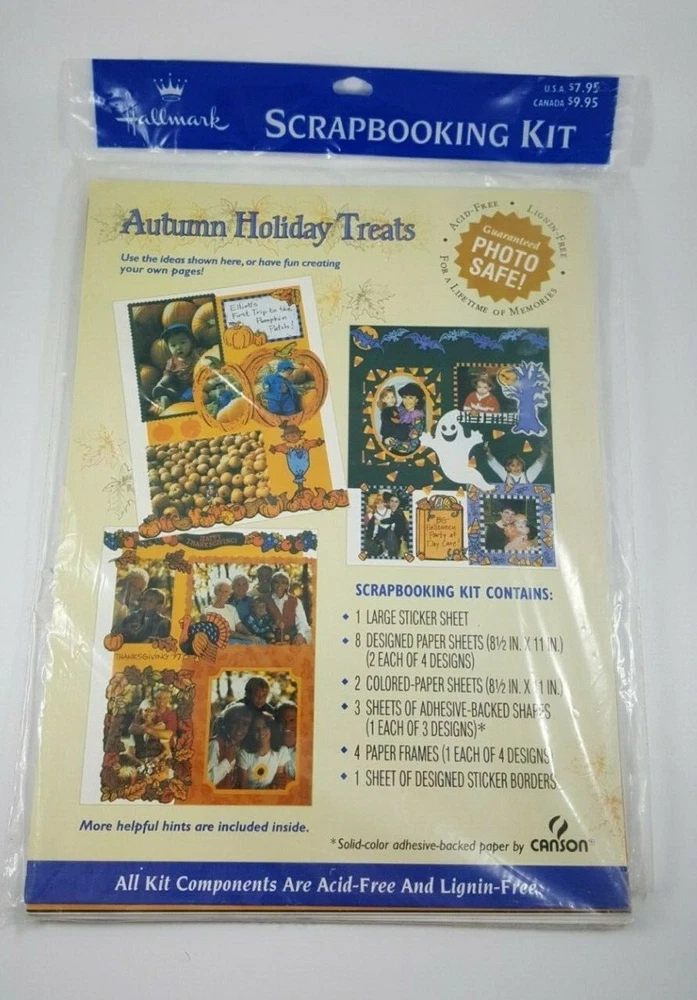 Hallmark
SCRAPBOOKING KIT
U.S.A $7.95
CANADA $9.95
Autumn Holiday Treats
Use the ideas shown here, or have fun creating
your own pages!
• ACID-FREE • LIGNIN-FREE •
FOR A LIFETIME OF MEMORIES
Guaranteed
PHOTO
SAFE!
Elliott's
First Trip to the
Pumpkin
Patch!
HAPPY
THANKSGIVING!
THANKSGIVING '97
Halloween
Party at
Day Care!
SCRAPBOOKING KIT CONTAINS:
◆ 1 LARGE STICKER SHEET
◆ 8 DESIGNED PAPER SHEETS (8½ IN. X 11 IN.)
(2 EACH OF 4 DESIGNS)
◆ 2 COLORED-PAPER SHEETS (8½ IN. X 11 IN.)
◆ 3 SHEETS OF ADHESIVE-BACKED SHAPES
(1 EACH OF 3 DESIGNS)*
◆ 4 PAPER FRAMES (1 EACH OF 4 DESIGNS)
◆ 1 SHEET OF DESIGNED STICKER BORDERS
More helpful hints are included inside.
*Solid-color adhesive-backed paper by CANSON®
All Kit Components Are Acid-Free And Lignin-Free.